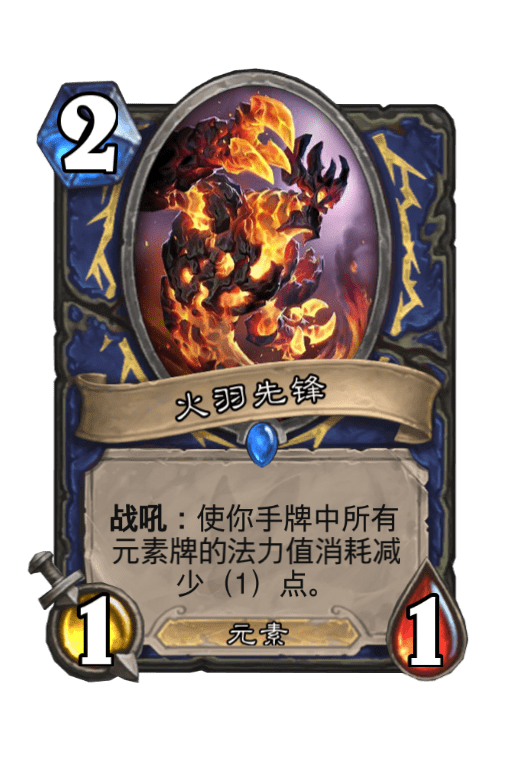 2
火羽先锋
战吼：使你手牌中所有
元素牌的法力值消耗减
少（1）点。
1
元素
1